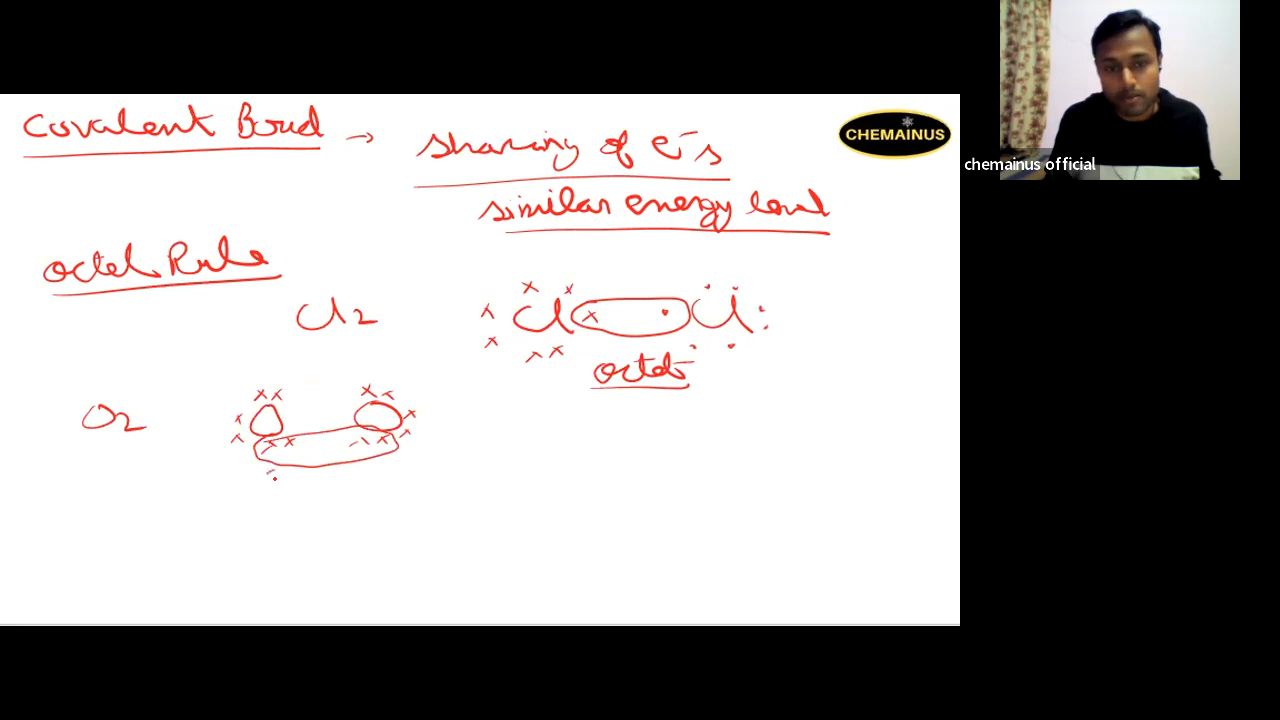 Covalent Bond → sharing of e⁻s
similar energy level
CHEMAINUS
chemainus official
Octet Rule
Cl2
x x x x x x x Cl x . Cl
octet
O2
O O